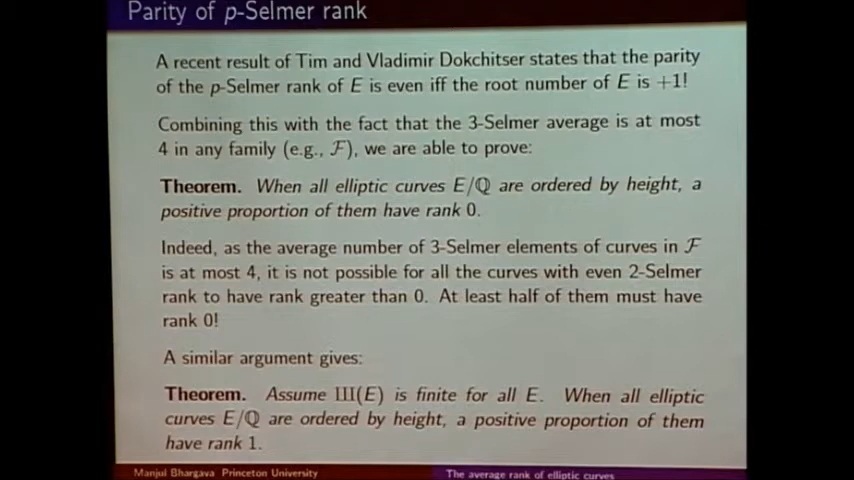 Parity of p-Selmer rank
A recent result of Tim and Vladimir Dokchitser states that the parity
of the p-Selmer rank of E is even iff the root number of E is +1!
Combining this with the fact that the 3-Selmer average is at most
4 in any family (e.g., ℱ), we are able to prove:
Theorem. When all elliptic curves E/ℚ are ordered by height, a
positive proportion of them have rank 0.
Indeed, as the average number of 3-Selmer elements of curves in ℱ
is at most 4, it is not possible for all the curves with even 2-Selmer
rank to have rank greater than 0. At least half of them must have
rank 0!
A similar argument gives:
Theorem. Assume III(E) is finite for all E. When all elliptic
curves E/ℚ are ordered by height, a positive proportion of them
have rank 1.
Manjul Bhargava Princeton University
The average rank of elliptic curves